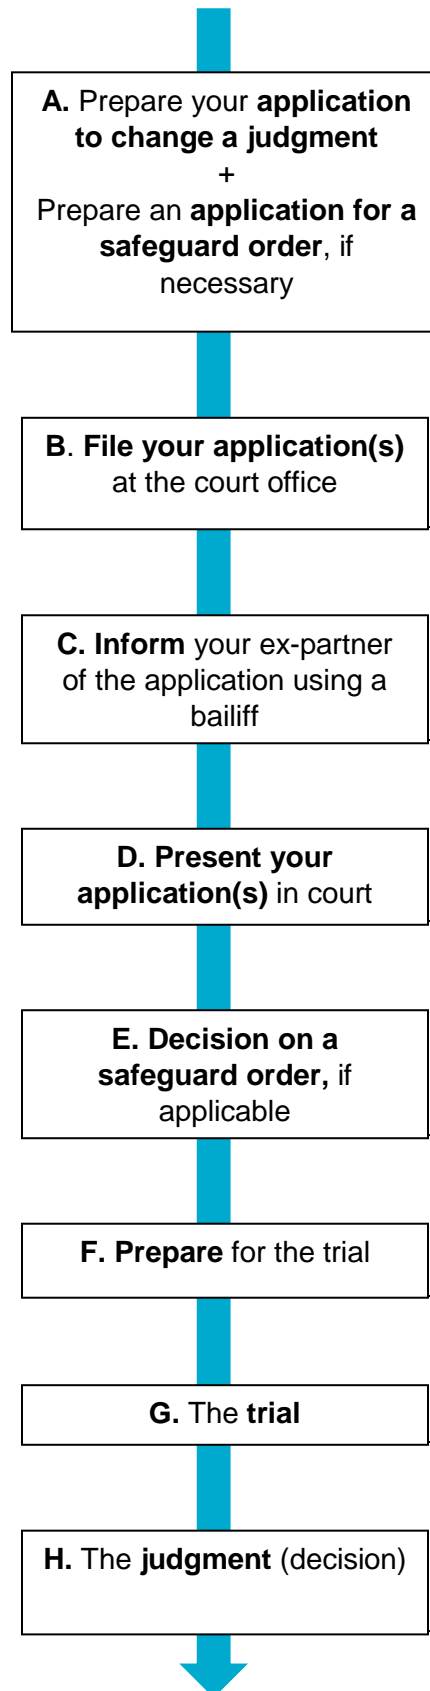 A. Prepare your application
to change a judgment
+
Prepare an application for a
safeguard order, if
necessary
B. File your application(s)
at the court office
C. Inform your ex-partner
of the application using a
bailiff
D. Present your
application(s) in court
E. Decision on a
safeguard order, if
applicable
F. Prepare for the trial
G. The trial
H. The judgment (decision)